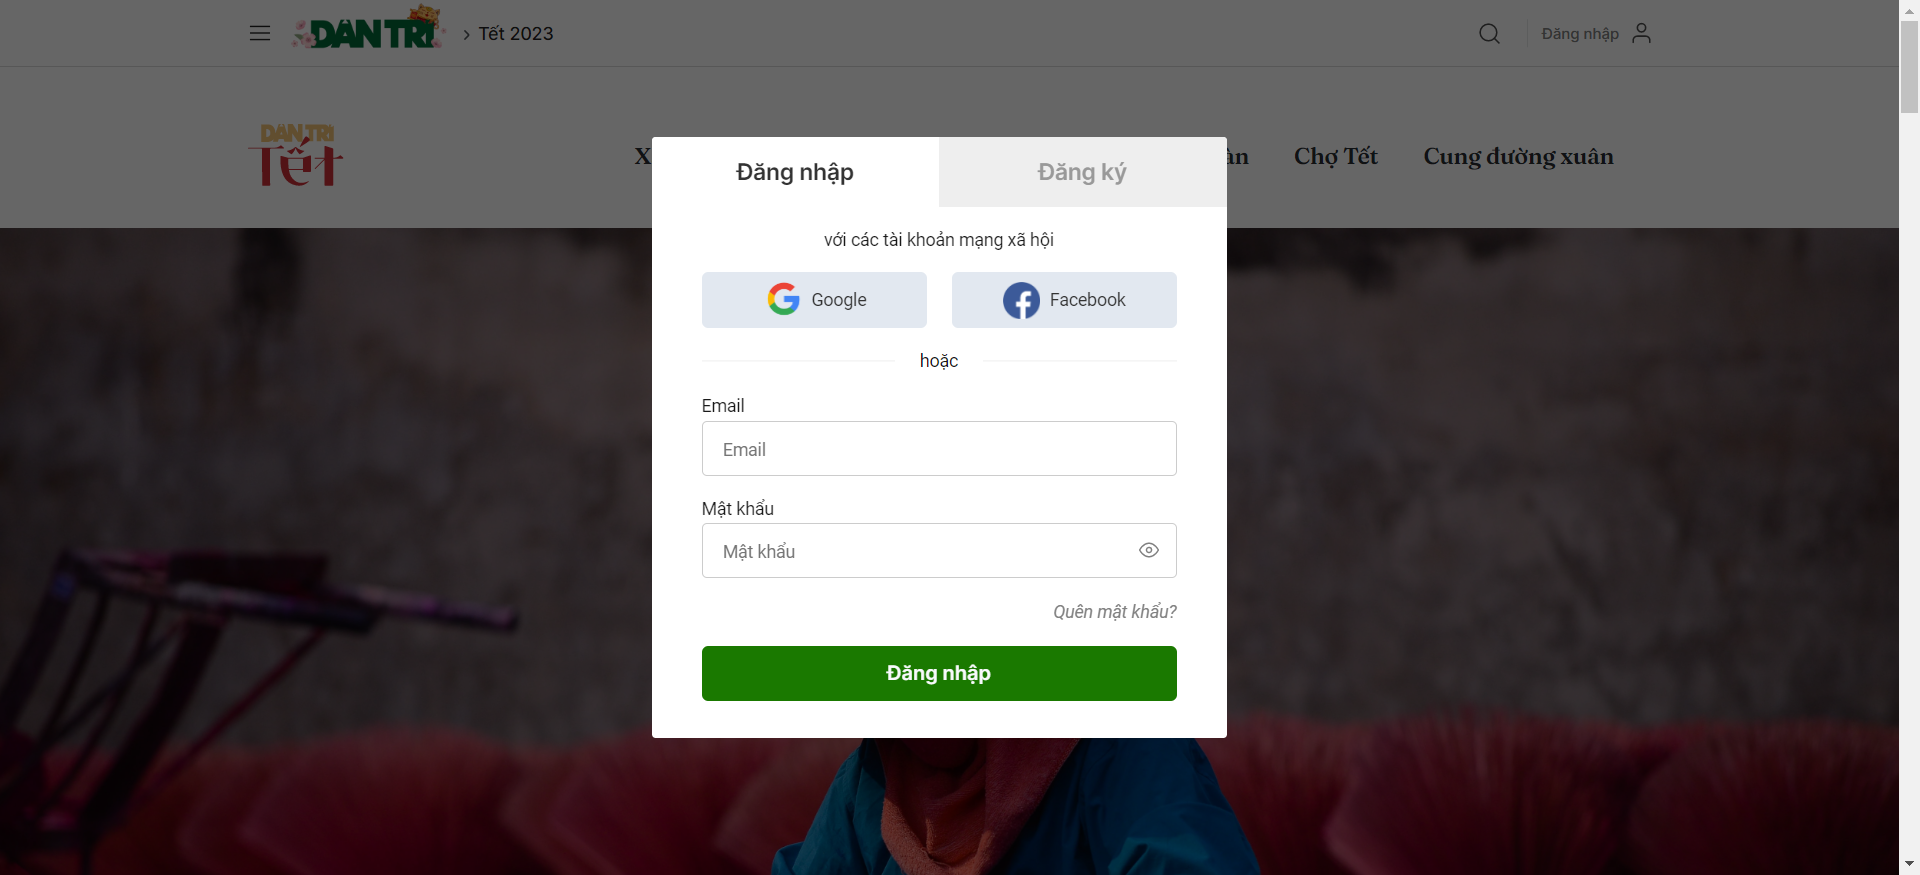 DÂN TRÍ
Tết 2023
Đăng nhập
DÂN TRÍ
Tết
Chợ Tết
Cung đường xuân
Đăng nhập
Đăng ký
với các tài khoản mạng xã hội
Google
Facebook
hoặc
Email
Email
Mật khẩu
Mật khẩu
Quên mật khẩu?
Đăng nhập